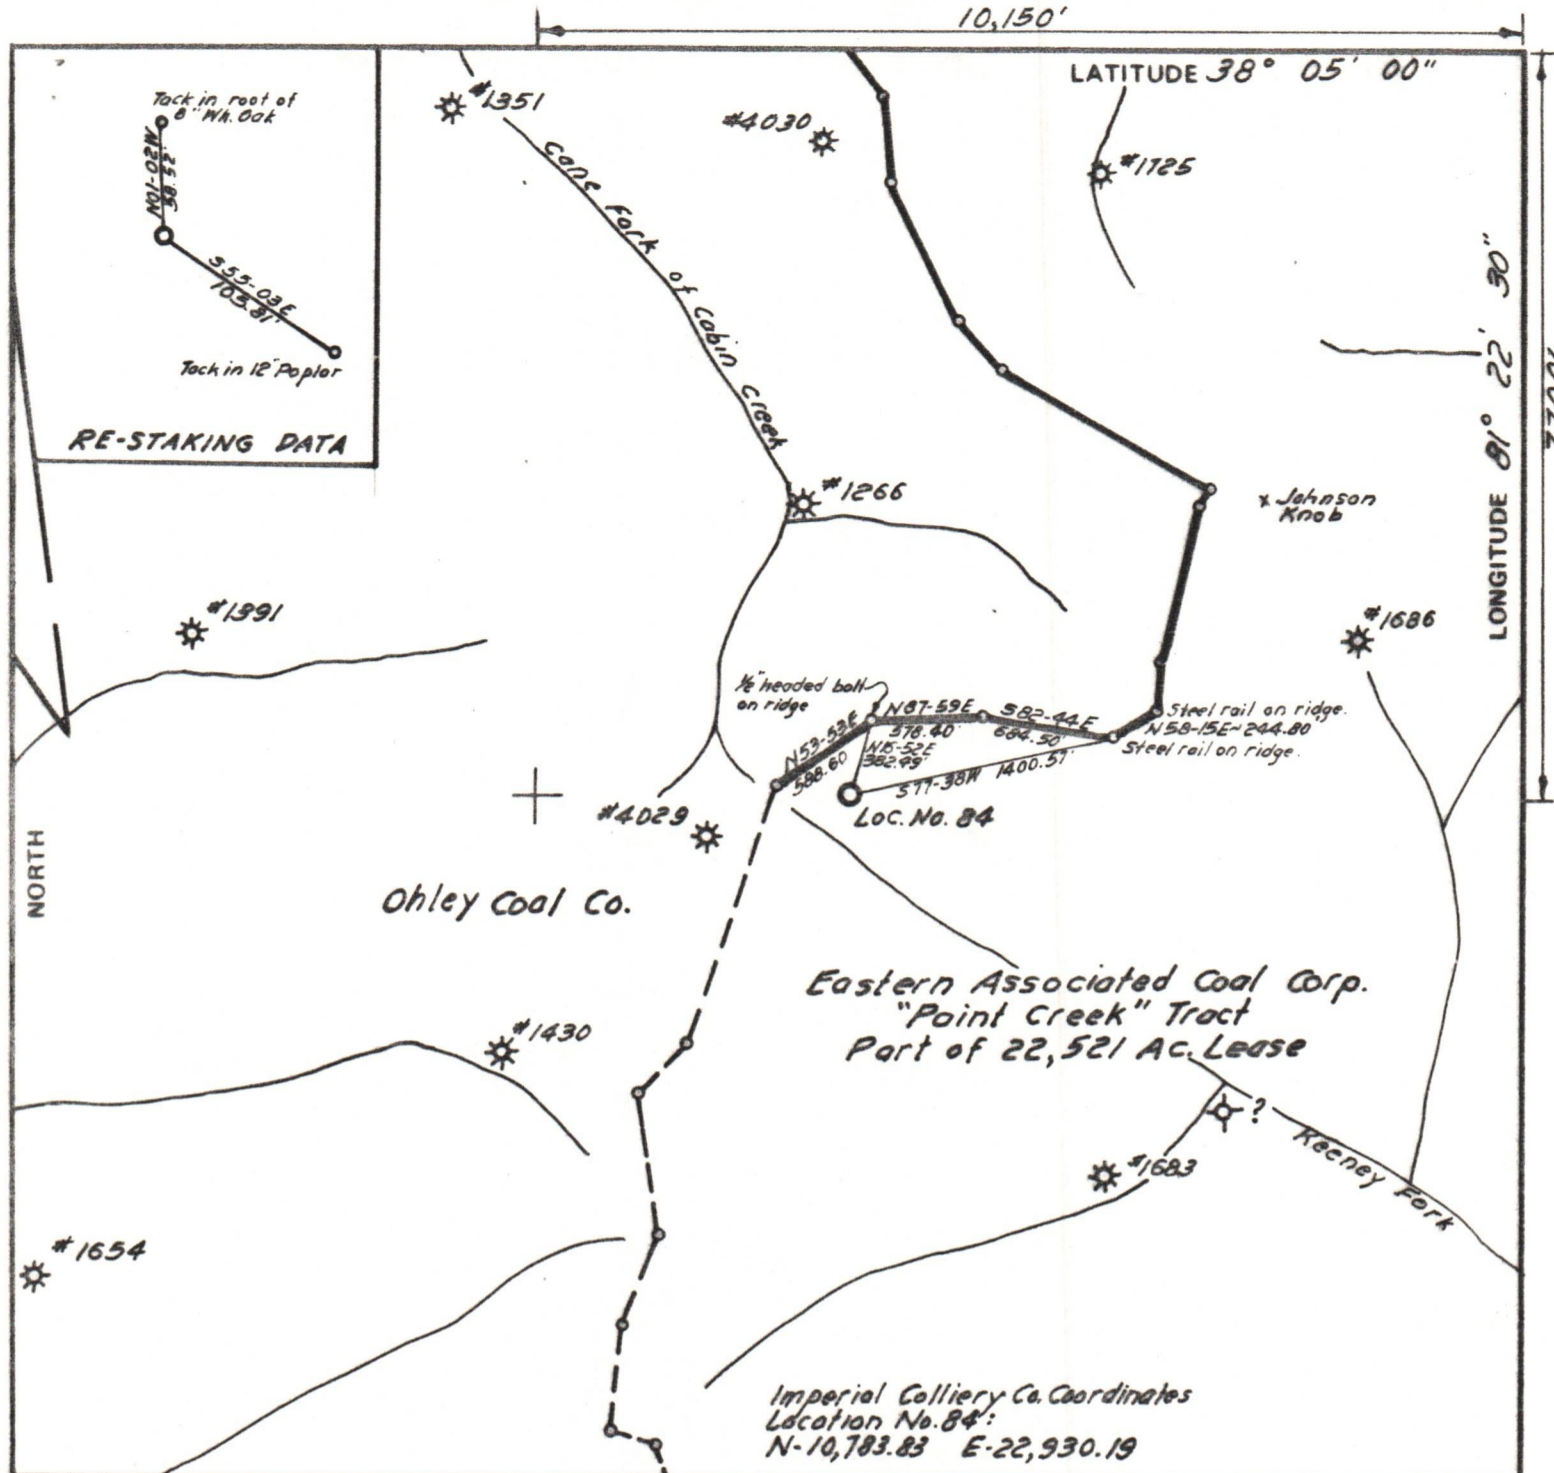 10,150'
LATITUDE 38° 05' 00"
Tack in root of
8" Wh. Oak
N01-02W
38.52'
S55-03E
103.81'
Tack in 12" Poplar
RE-STAKING DATA
#1351
#4030
#1725
Cane Fork of Cabin Creek
LONGITUDE 81° 22' 30"
#1266
x Johnson
Knob
#1391
#1686
½" headed bolt
on ridge
N87-59E
578.40'
S82-44E
684.50'
Steel rail on ridge.
N58-15E~244.80'
Steel rail on ridge.
N53-53E
588.60
N15-52E
382.49'
S77-38W 1400.57'
Loc. No. 84
#4029
NORTH
Ohley Coal Co.
Eastern Associated Coal Corp.
"Paint Creek" Tract
Part of 22,521 Ac. Lease
#1430
?
Keeney Fork
#1683
#1654
Imperial Colliery Co. Coordinates
Location No. 84:
N-10,783.83 E-22,930.19